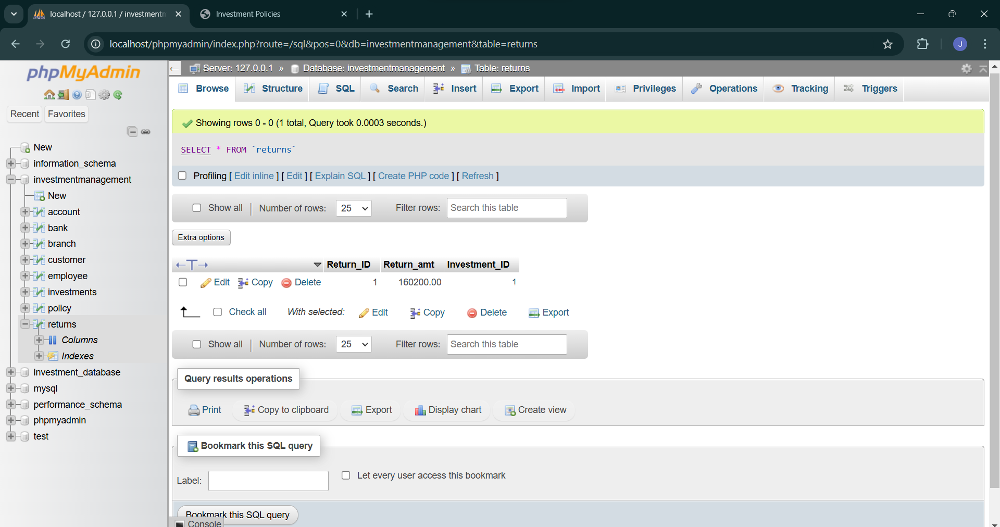 localhost / 127.0.0.1 / investmentm
Investment Policies
localhost/phpmyadmin/index.php?route=/sql&pos=0&db=investmentmanagement&table=returns
J
phpMyAdmin
Recent
Favorites
New
information_schema
investmentmanagement
New
account
bank
branch
customer
employee
investments
policy
returns
Columns
Indexes
investment_database
mysql
performance_schema
phpmyadmin
test
Server: 127.0.0.1 » Database: investmentmanagement » Table: returns
Browse Structure SQL Search Insert Export Import Privileges Operations Tracking Triggers
Showing rows 0 - 0 (1 total, Query took 0.0003 seconds.)
SELECT * FROM `returns`
Profiling [ Edit inline ] [ Edit ] [ Explain SQL ] [ Create PHP code ] [ Refresh ]
Show all | Number of rows: 25 Filter rows: Search this table
Extra options
←T→ Return_ID Return_amt Investment_ID
Edit Copy Delete 1 160200.00 1
Check all With selected: Edit Copy Delete Export
Show all | Number of rows: 25 Filter rows: Search this table
Query results operations
Print Copy to clipboard Export Display chart Create view
Bookmark this SQL query
Label: Let every user access this bookmark
Bookmark this SQL query
Console